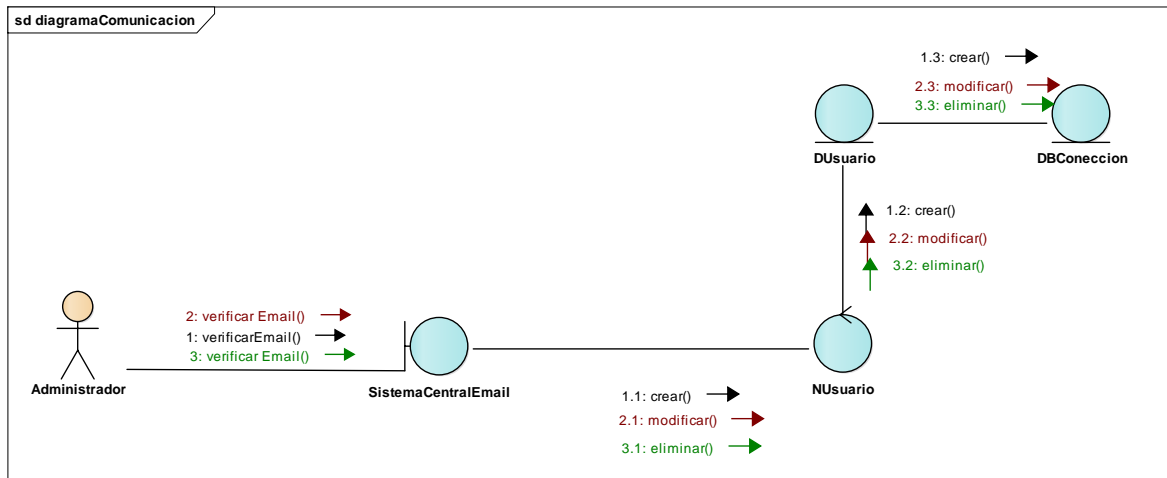 sd diagramaComunicacion
1.3: crear()
2.3: modificar()
3.3: eliminar()
DUsuario
DBConeccion
1.2: crear()
2.2: modificar()
3.2: eliminar()
2: verificar Email()
1: verificarEmail()
3: verificar Email()
Administrador
SistemaCentralEmail
NUsuario
1.1: crear()
2.1: modificar()
3.1: eliminar()